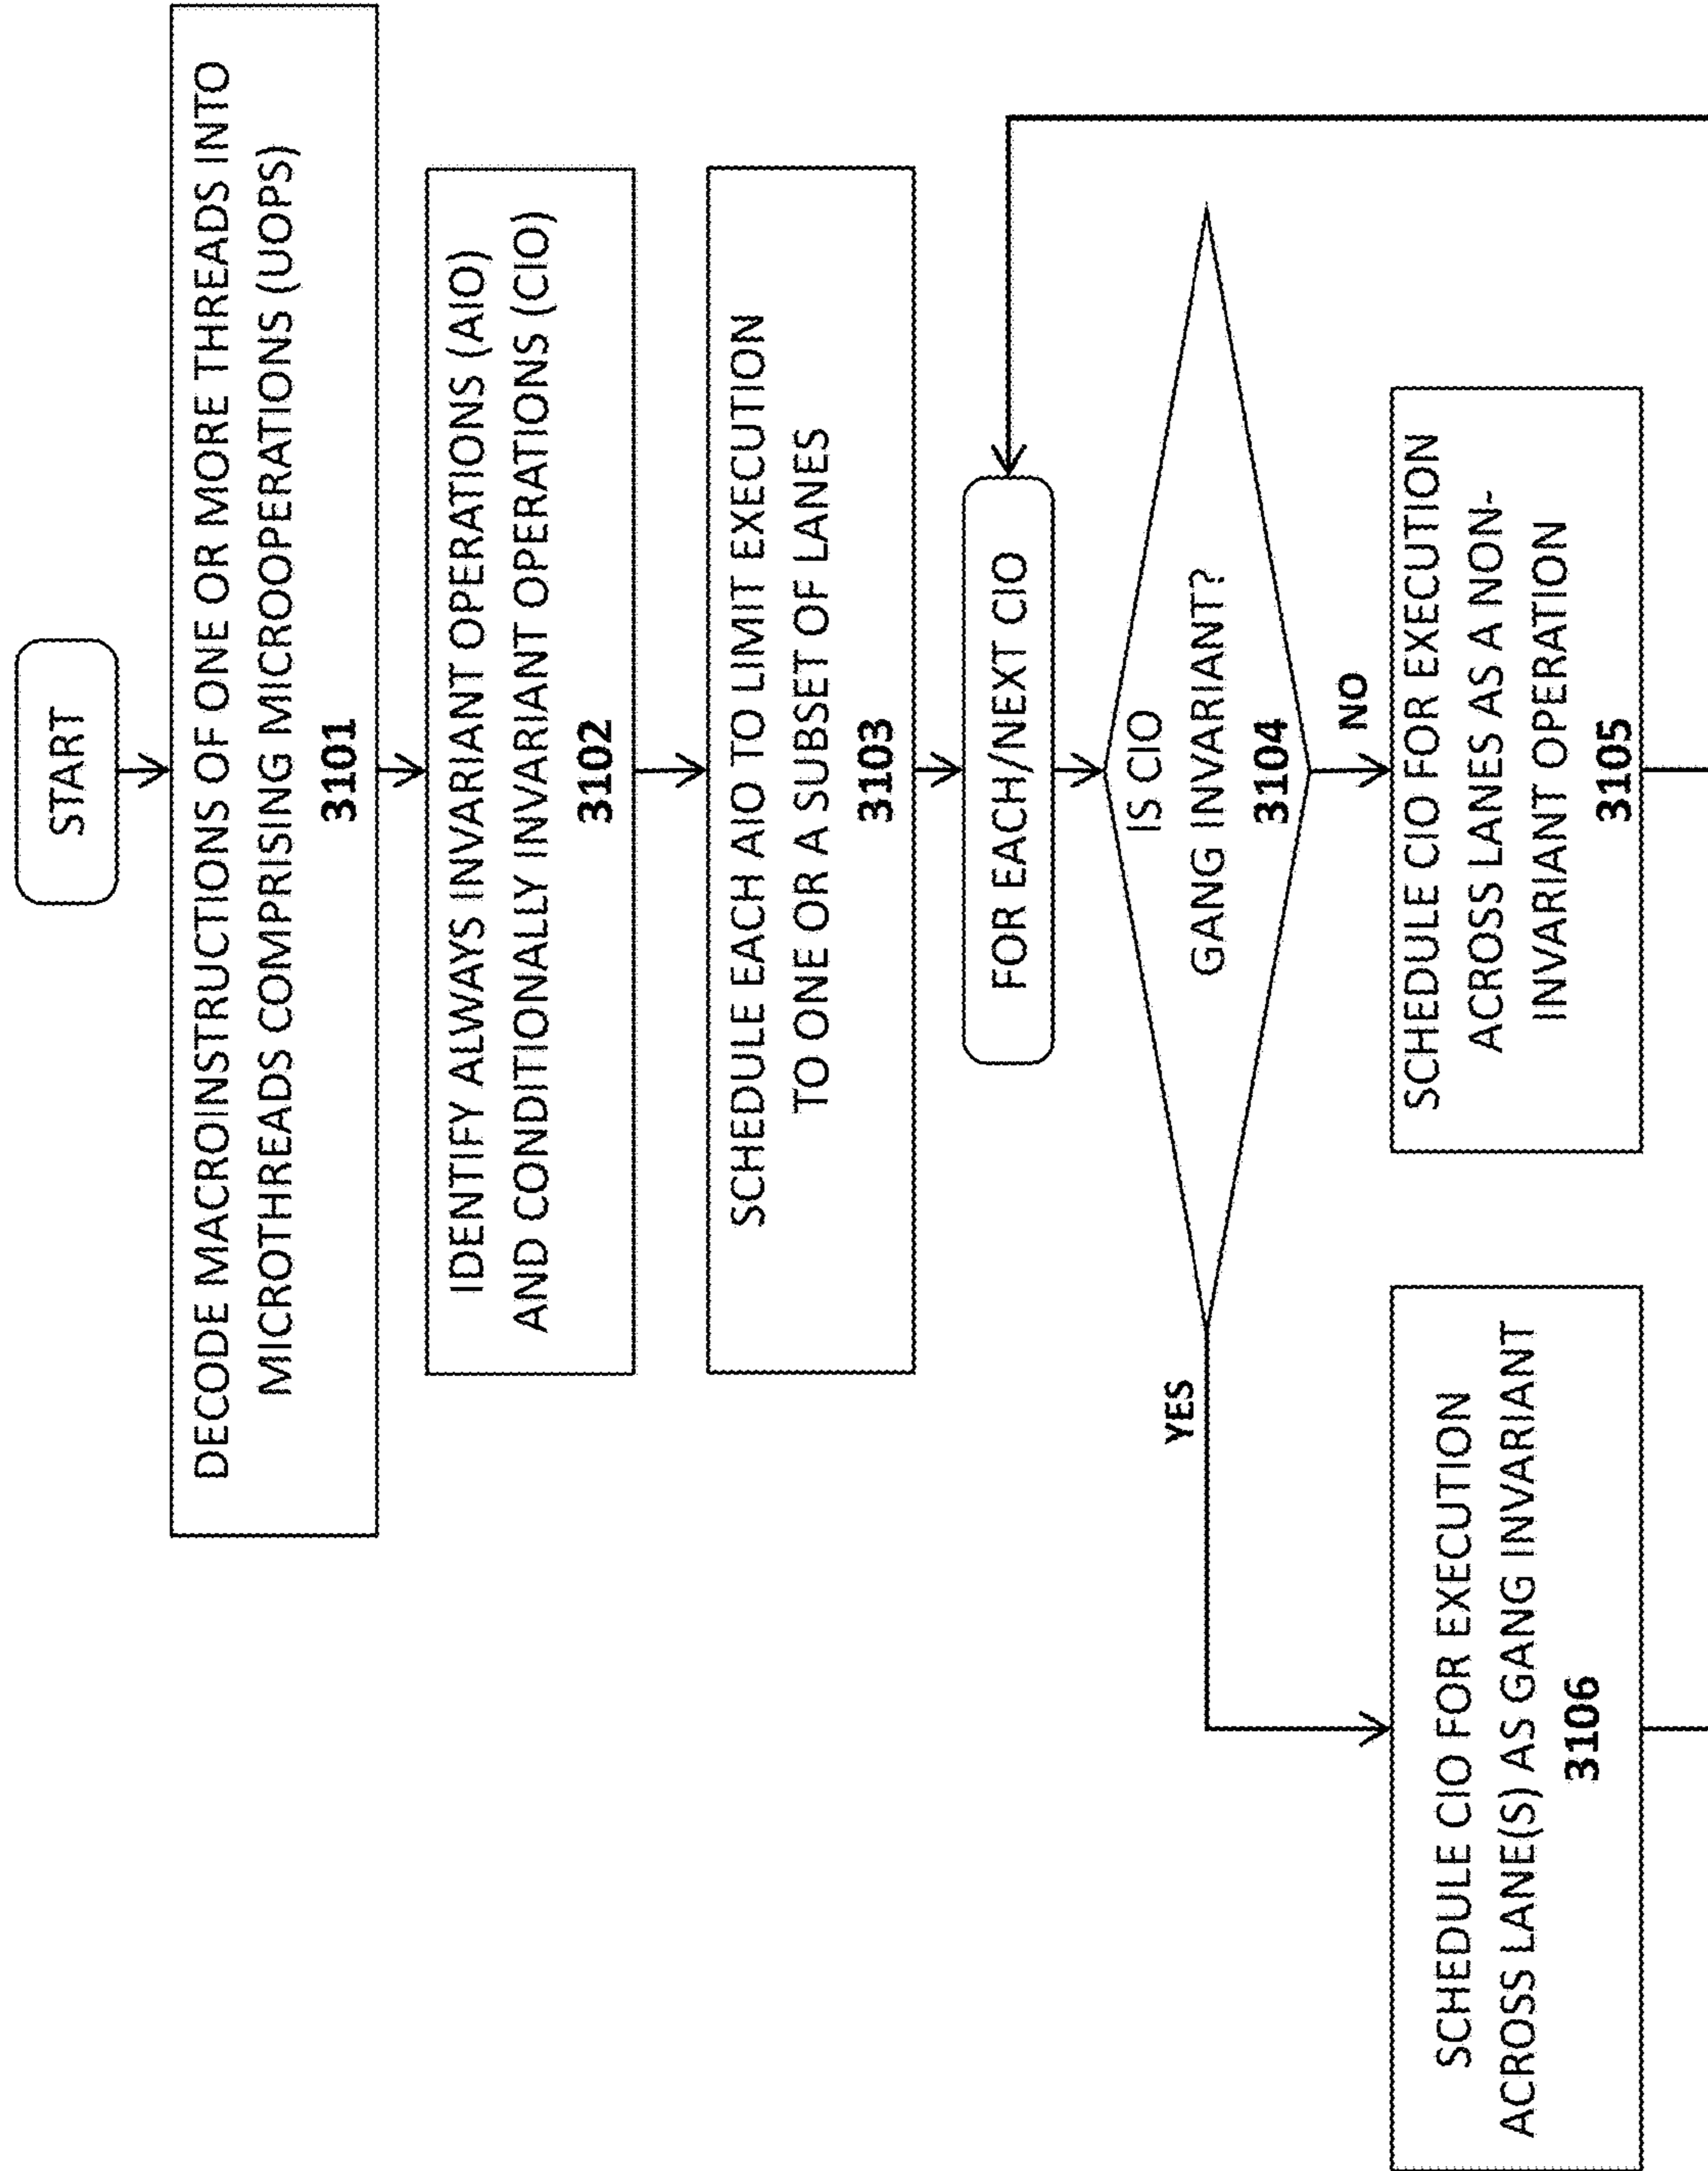 START
DECODE MACROINSTRUCTIONS OF ONE OR MORE THREADS INTO
MICROTHREADS COMPRISING MICROOPERATIONS (UOPS)
3101
IDENTIFY ALWAYS INVARIANT OPERATIONS (AIO)
AND CONDITIONALLY INVARIANT OPERATIONS (CIO)
3102
SCHEDULE EACH AIO TO LIMIT EXECUTION
TO ONE OR A SUBSET OF LANES
3103
FOR EACH/NEXT CIO
IS CIO
GANG INVARIANT?
3104
YES
NO
SCHEDULE CIO FOR EXECUTION
ACROSS LANE(S) AS GANG INVARIANT
3106
SCHEDULE CIO FOR EXECUTION
ACROSS LANES AS A NON-
INVARIANT OPERATION
3105